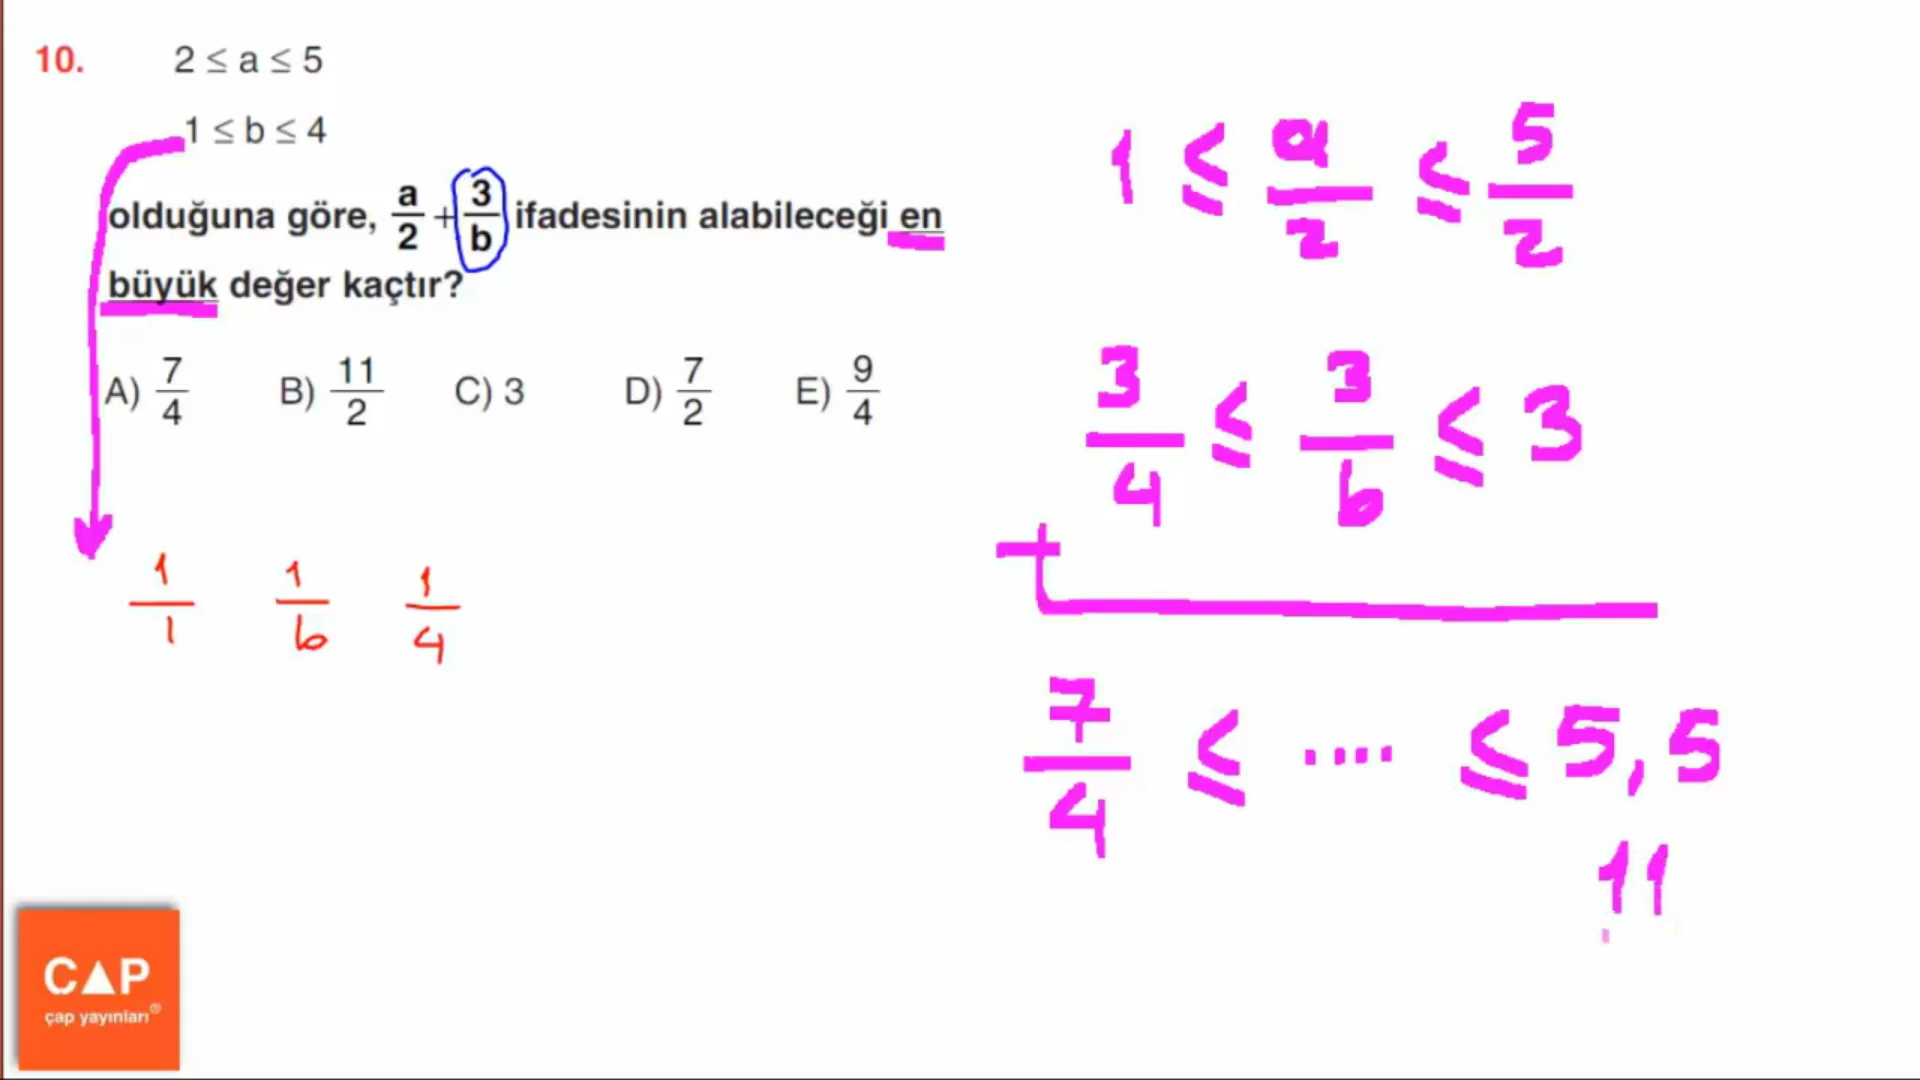 10. 2 ≤ a ≤ 5
1 ≤ b ≤ 4
olduğuna göre, a/2 + 3/b ifadesinin alabileceği en
büyük değer kaçtır?
A) 7/4 B) 11/2 C) 3 D) 7/2 E) 9/4
1/1 1/b 1/4
1 ≤ a/2 ≤ 5/2
3/4 ≤ 3/b ≤ 3
+
7/4 ≤ .... ≤ 5,5
11
CAP
çap yayınları®